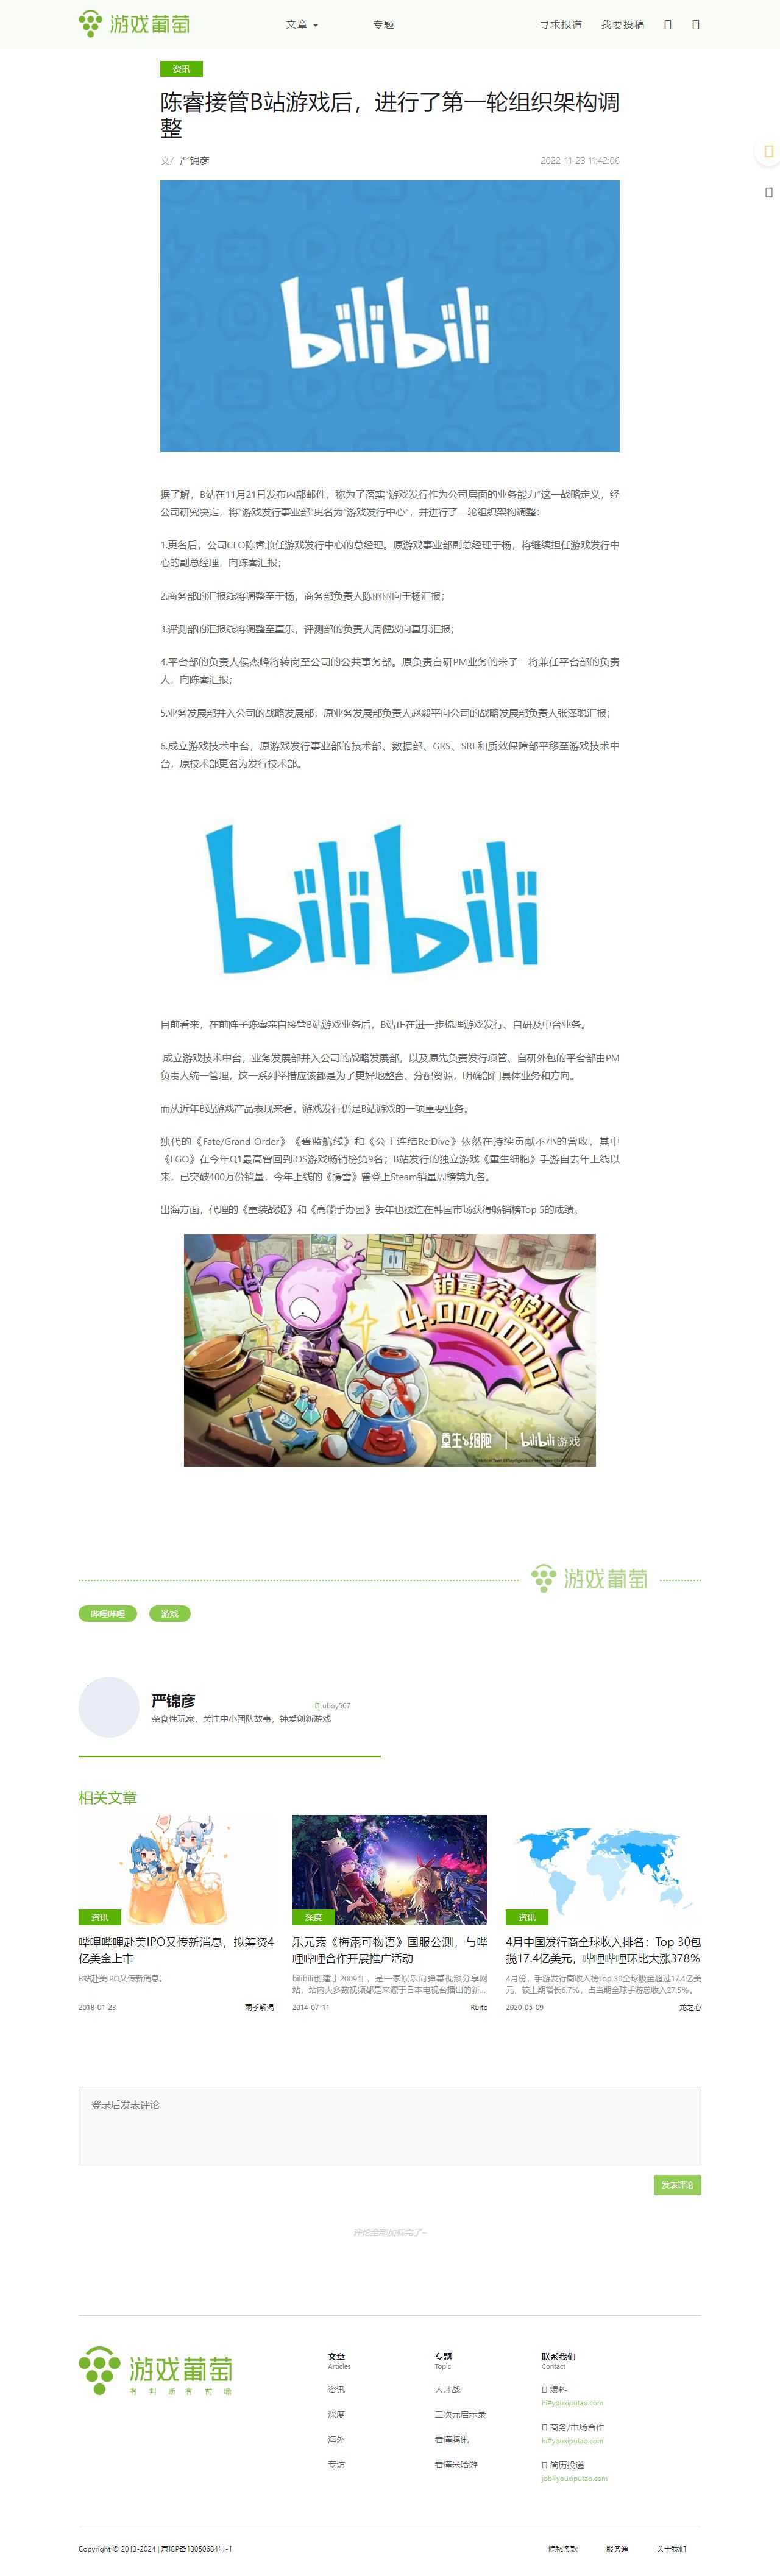 游戏葡萄
文章
专题
寻求报道
我要投稿
资讯
陈睿接管B站游戏后，进行了第一轮组织架构调
整
文/ 严锦彦
2022-11-23 11:42:06
bilibili
据了解，B站在11月21日发布内部邮件，称为了落实“游戏发行作为公司层面的业务能力”这一战略定义，经
公司研究决定，将“游戏发行事业部”更名为“游戏发行中心”，并进行了一轮组织架构调整：
1.更名后，公司CEO陈睿兼任游戏发行中心的总经理。原游戏事业部副总经理于杨，将继续担任游戏发行中
心的副总经理，向陈睿汇报；
2.商务部的汇报线将调整至于杨，商务部负责人陈丽丽向于杨汇报；
3.评测部的汇报线将调整至夏乐，评测部的负责人周健波向夏乐汇报；
4.平台部的负责人侯杰峰将转岗至公司的公共事务部。原负责自研PM业务的米子一将兼任平台部的负责
人，向陈睿汇报；
5.业务发展部并入公司的战略发展部，原业务发展部负责人赵毅平向公司的战略发展部负责人张泽聪汇报；
6.成立游戏技术中台，原游戏发行事业部的技术部、数据部、GRS、SRE和质效保障部平移至游戏技术中
台，原技术部更名为发行技术部。
bilibili
目前看来，在前阵子陈睿亲自接管B站游戏业务后，B站正在进一步梳理游戏发行、自研及中台业务。
成立游戏技术中台，业务发展部并入公司的战略发展部，以及原先负责发行项管、自研外包的平台部由PM
负责人统一管理，这一系列举措应该都是为了更好地整合、分配资源，明确部门具体业务和方向。
而从近年B站游戏产品表现来看，游戏发行仍是B站游戏的一项重要业务。
独代的《Fate/Grand Order》《碧蓝航线》和《公主连结Re:Dive》依然在持续贡献不小的营收，其中
《FGO》在今年Q1最高曾回到iOS游戏畅销榜第9名；B站发行的独立游戏《重生细胞》手游自去年上线以
来，已突破400万份销量，今年上线的《暖雪》曾登上Steam销量周榜第九名。
出海方面，代理的《重装战姬》和《高能手办团》去年也接连在韩国市场获得畅销榜Top 5的成绩。
销量突破!!!
4,000,000
重生细胞 | bilibili游戏
游戏葡萄
哔哩哔哩
游戏
严锦彦
uboy567
杂食性玩家，关注中小团队故事，钟爱创新游戏
相关文章
资讯
哔哩哔哩赴美IPO又传新消息，拟筹资4
亿美金上市
B站赴美IPO又传新消息。
2018-01-23
雨季解渴
深度
乐元素《梅露可物语》国服公测，与哔
哩哔哩合作开展推广活动
bilibili创建于2009年，是一家娱乐向弹幕视频分享网
站，站内大多数视频都是来源于日本电视台播出的新...
2014-07-11
Ruito
资讯
4月中国发行商全球收入排名：Top 30包
揽17.4亿美元，哔哩哔哩环比大涨378%
4月份，手游发行商收入榜Top 30全球吸金超过17.4亿美
元，较上期增长6.7%，占当期全球手游总收入27.5%。
2020-05-09
龙之心
登录后发表评论
发表评论
评论全部加载完了~
游戏葡萄
有判断有前瞻
文章
Articles
资讯
深度
海外
专访
专题
Topic
人才战
二次元启示录
看懂腾讯
看懂米哈游
联系我们
Contact
爆料
hi#youxiputao.com
商务/市场合作
hi#youxiputao.com
简历投递
job#youxiputao.com
Copyright © 2013-2024 | 京ICP备13050684号-1
隐私条款
服务通
关于我们